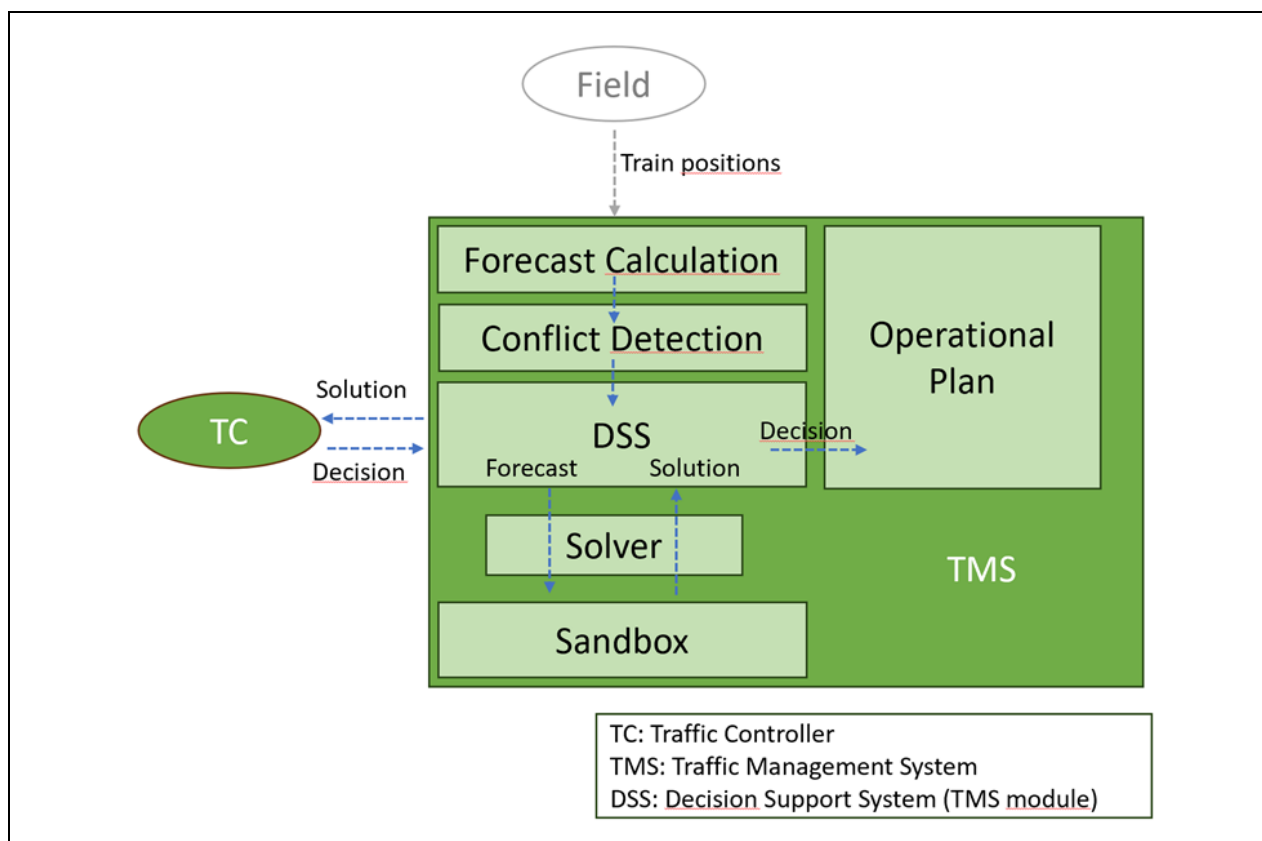 Field
Train positions
Forecast Calculation
Conflict Detection
Operational
Plan
Solution
TC
Decision
DSS
Decision
Forecast
Solution
Solver
TMS
Sandbox
TC: Traffic Controller
TMS: Traffic Management System
DSS: Decision Support System (TMS module)